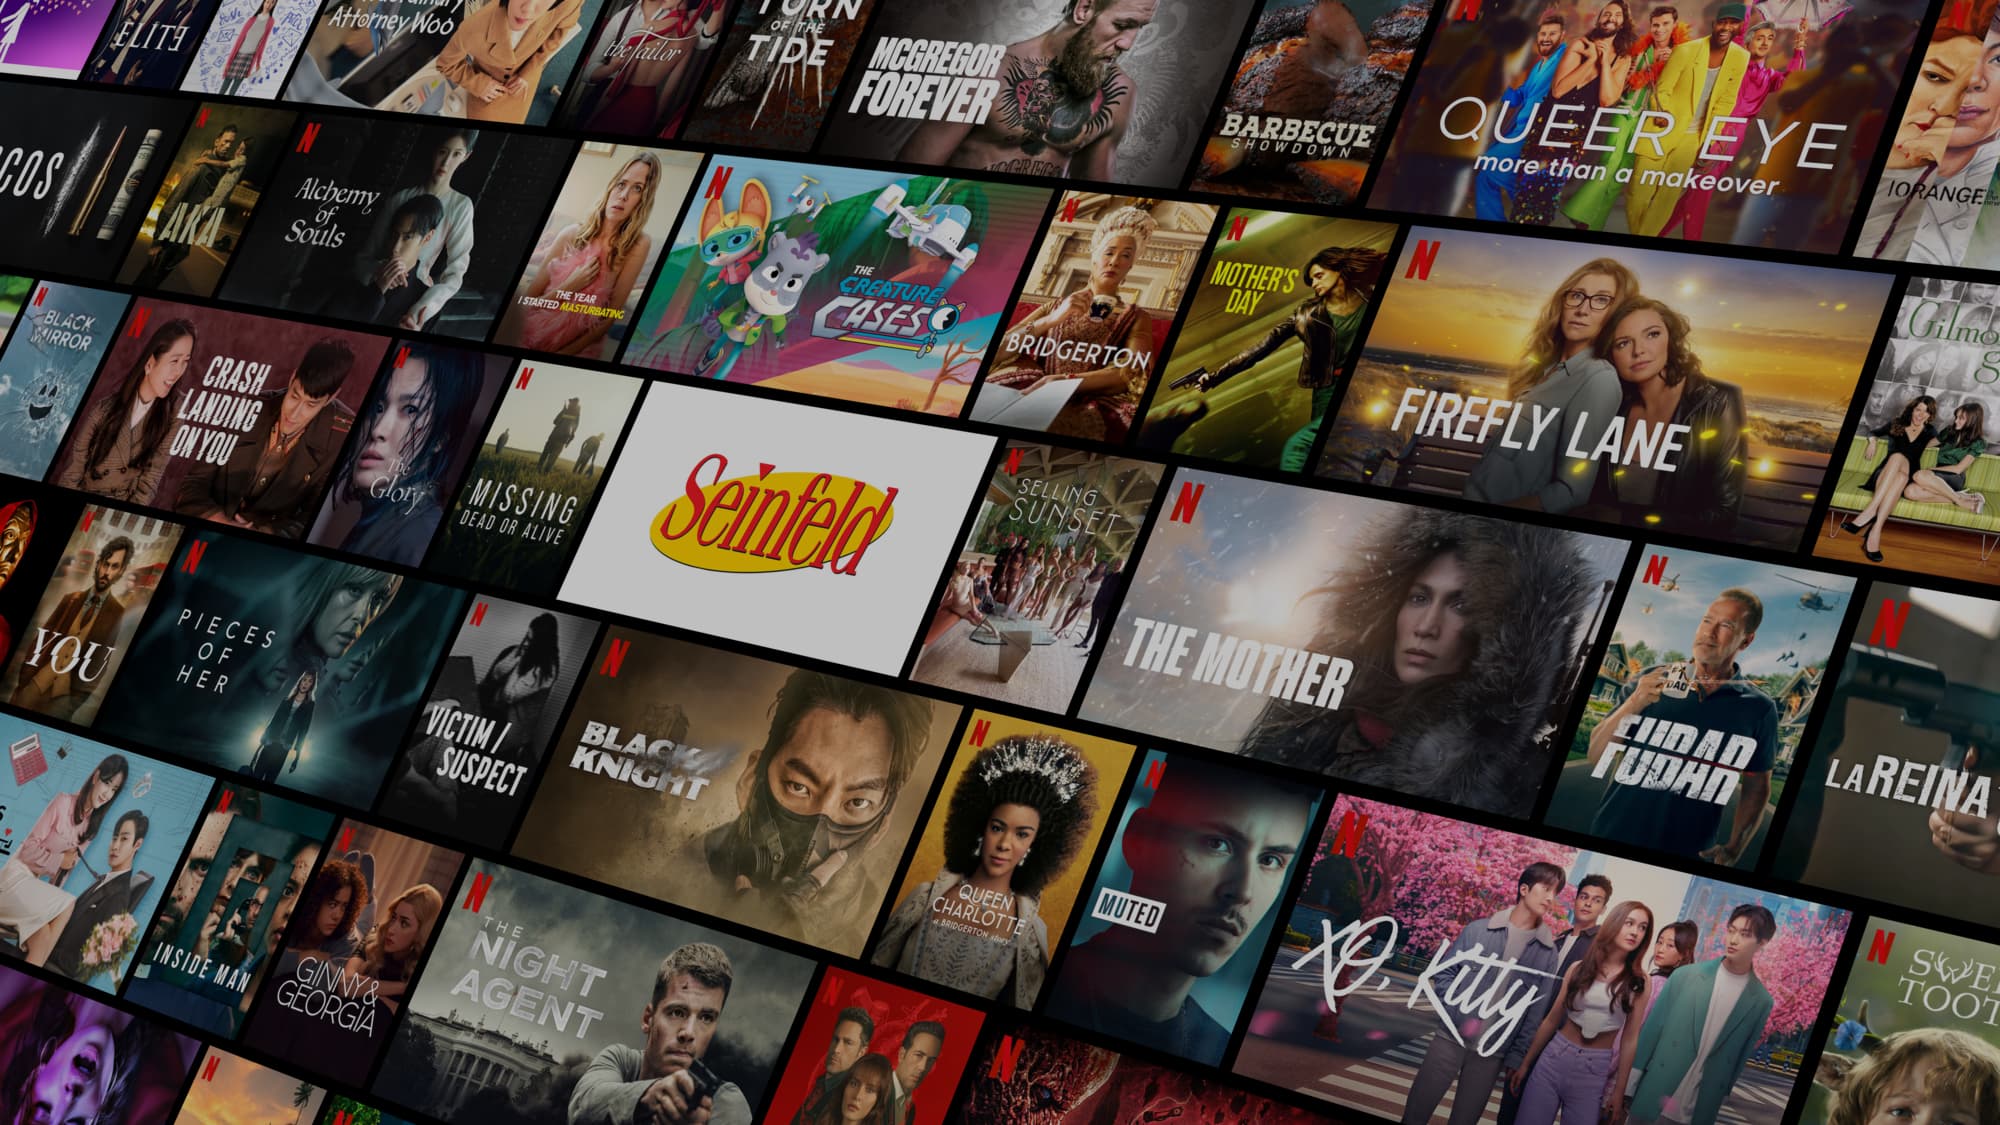 ELITE
Attorney Woo
the Tailor
TURN
OF THE
TIDE
MCGREGOR
FOREVER
BARBECUE
SHOWDOWN
QUEER EYE
more than a makeover
ORANGE
COS
AKA
Alchemy
of
Souls
THE YEAR
I STARTED MASTURBATING
THE
CREATURE
CASES
BRIDGERTON
MOTHER'S
DAY
FIREFLY LANE
Gilmo
g
BLACK
MIRROR
CRASH
LANDING
ON YOU
The
Glory
MISSING
DEAD OR ALIVE
Seinfeld
SELLING
SUNSET
THE MOTHER
DAD
FUBAR
LA REINA
YOU
PIECES
OF
HER
VICTIM /
SUSPECT
BLACK
KNIGHT
QUEEN
CHARLOTTE
A BRIDGERTON STORY
MUTED
XO, Kitty
SWEE
TOOT
INSIDE MAN
GINNY &
GEORGIA
THE
NIGHT
AGENT